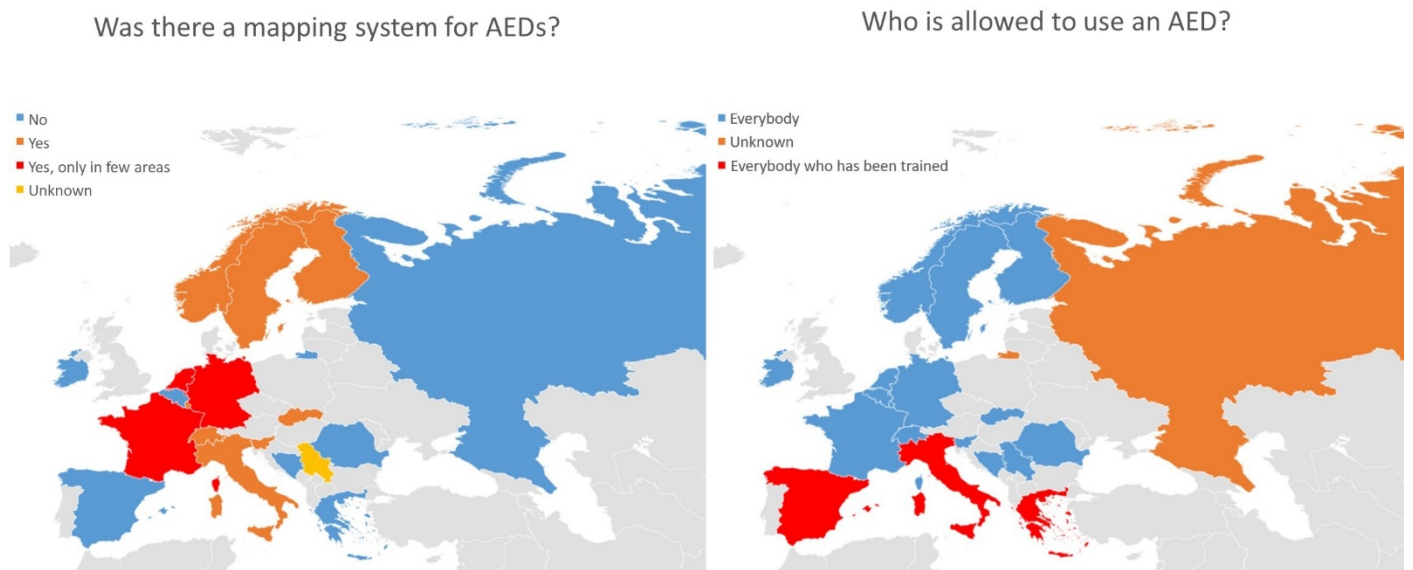 Was there a mapping system for AEDs?
No
Yes
Yes, only in few areas
Unknown
Who is allowed to use an AED?
Everybody
Unknown
Everybody who has been trained